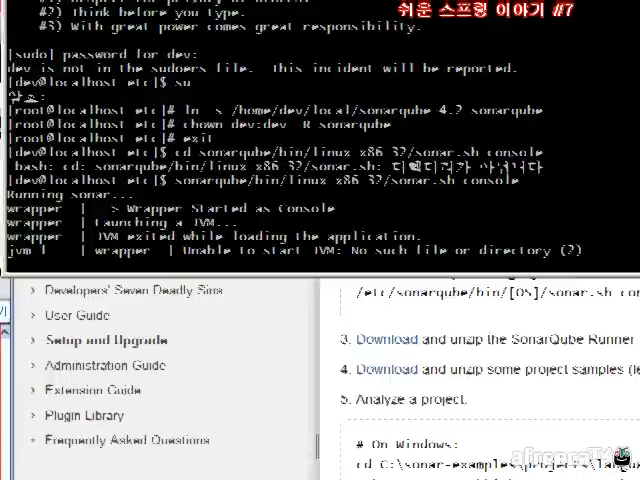 #2) Think before you type.
#3) With great power comes great responsibility.
쉬운 스프링 이야기 #7
[sudo] password for dev:
dev is not in the sudoers file.  This incident will be reported.
[dev@localhost etc]$ su
암호:
[root@localhost etc]# ln -s /home/dev/local/sonarqube-4.2 sonarqube
[root@localhost etc]# chown dev:dev -R sonarqube
[root@localhost etc]# exit
[dev@localhost etc]$ cd sonarqube/bin/linux-x86-32/sonar.sh console
-bash: cd: sonarqube/bin/linux-x86-32/sonar.sh: 디렉터리가 아닙니다
[dev@localhost etc]$ sonarqube/bin/linux-x86-32/sonar.sh console
Running sonar...
wrapper  | --> Wrapper Started as Console
wrapper  | Launching a JVM...
wrapper  | JVM exited while loading the application.
jvm 1    | wrapper  | Unable to start JVM: No such file or directory (2)
Developers' Seven Deadly Sins
User Guide
Setup and Upgrade
Administration Guide
Extension Guide
Plugin Library
Frequently Asked Questions
/etc/sonarqube/bin/[OS]/sonar.sh con
3. Download and unzip the SonarQube Runner
4. Download and unzip some project samples (le
5. Analyze a project:
# On Windows:
cd C:\sonar-examples\projects\langu
afreecaTV